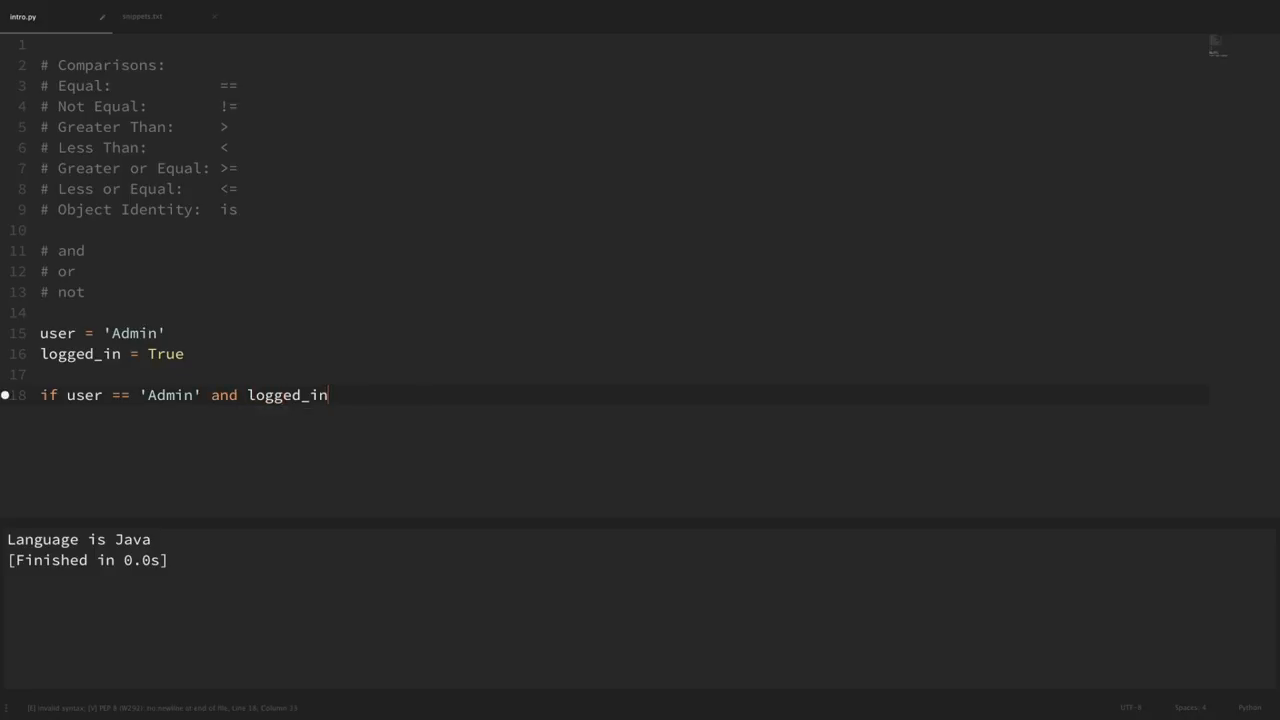 intro.py
snippets.txt
1
2 # Comparisons:
3 # Equal: ==
4 # Not Equal: !=
5 # Greater Than: >
6 # Less Than: <
7 # Greater or Equal: >=
8 # Less or Equal: <=
9 # Object Identity: is
10
11 # and
12 # or
13 # not
14
15 user = 'Admin'
16 logged_in = True
17
18 if user == 'Admin' and logged_in
Language is Java
[Finished in 0.0s]
[E] invalid syntax; [V] PEP 8 (W292): no newline at end of file, Line 18, Column 33
UTF-8
Spaces: 4
Python